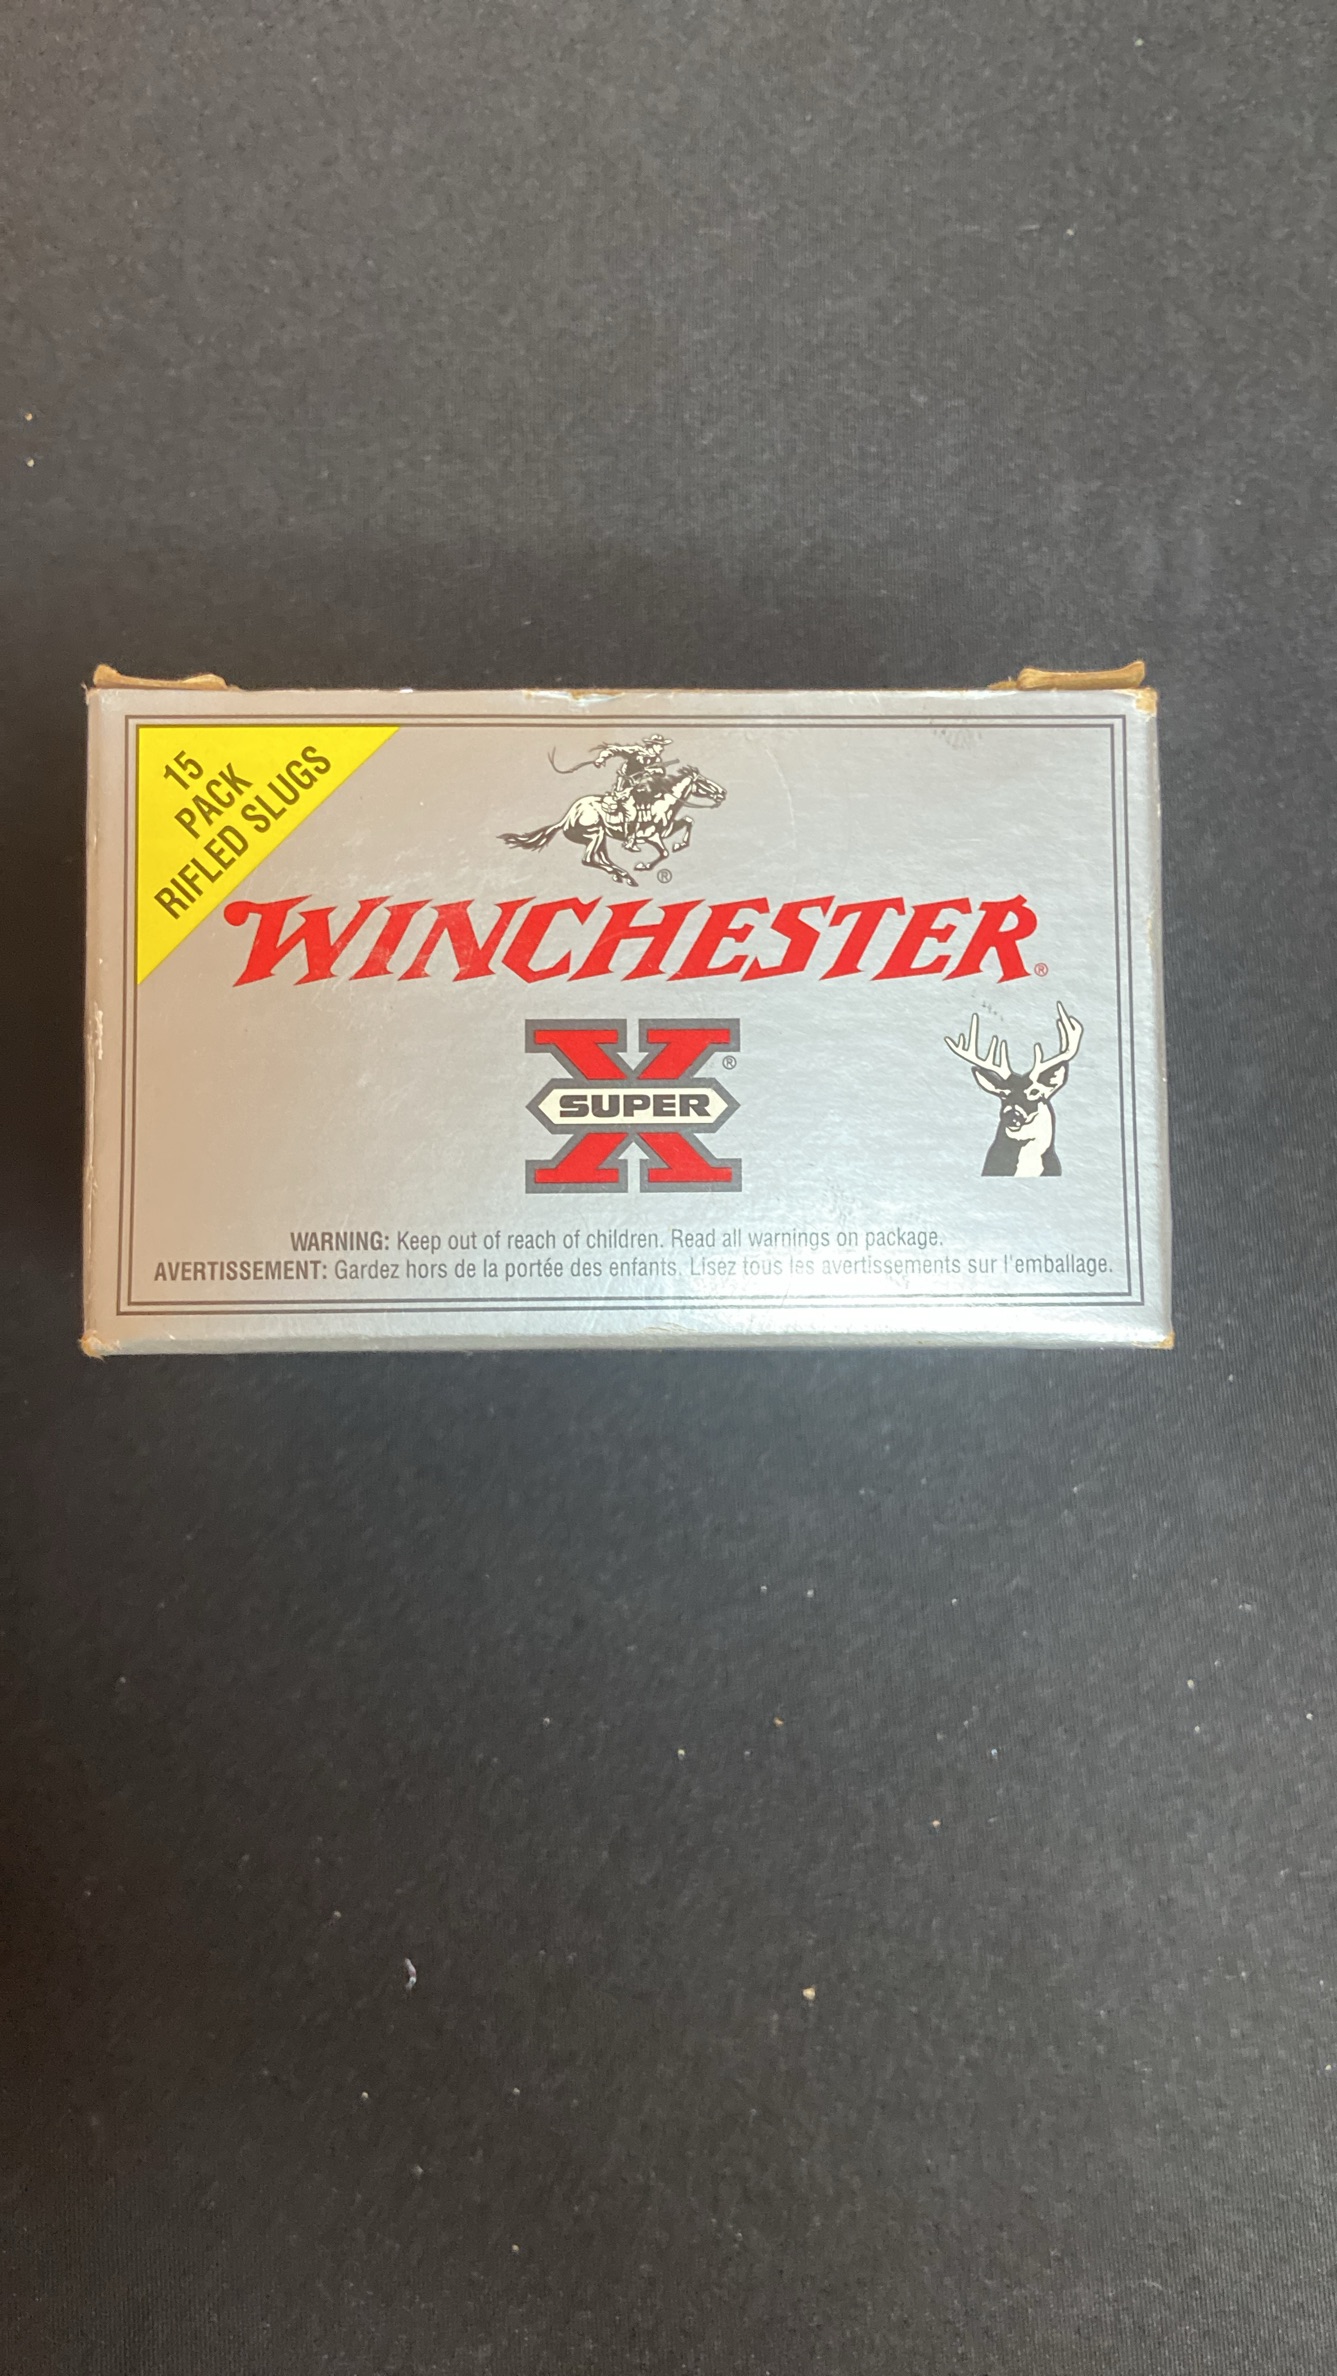 15
PACK
RIFLED SLUGS
®
WINCHESTER®
X®
SUPER
WARNING: Keep out of reach of children. Read all warnings on package.
AVERTISSEMENT: Gardez hors de la portée des enfants. Lisez tous les avertissements sur l'emballage.